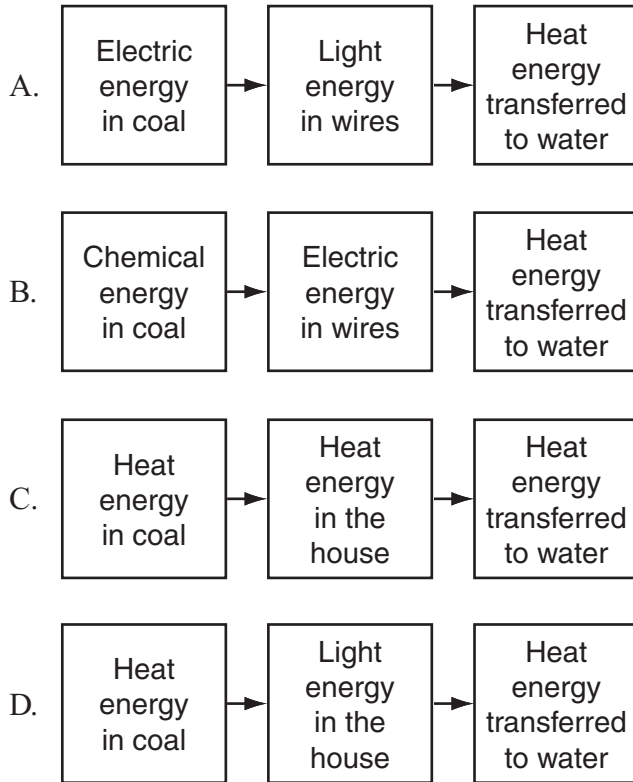 A.
Electric
energy
in coal
Light
energy
in wires
Heat
energy
transferred
to water
B.
Chemical
energy
in coal
Electric
energy
in wires
Heat
energy
transferred
to water
C.
Heat
energy
in coal
Heat
energy
in the
house
Heat
energy
transferred
to water
D.
Heat
energy
in coal
Light
energy
in the
house
Heat
energy
transferred
to water